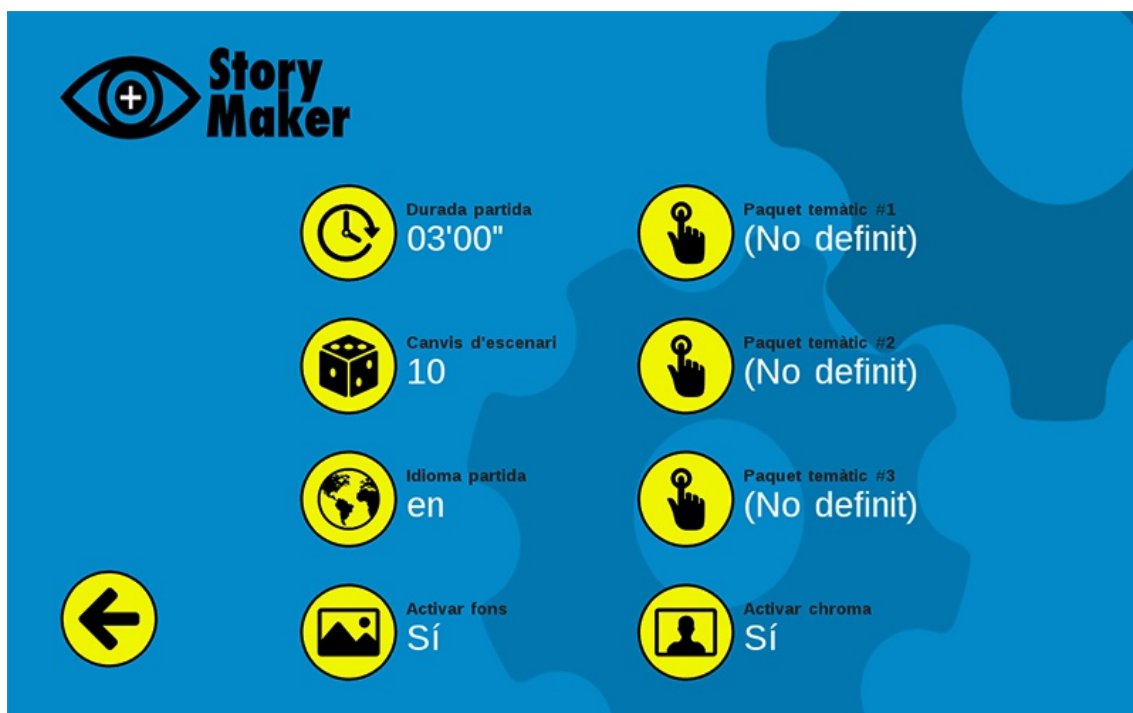 Story
Maker
Durada partida
03'00"
Paquet temàtic #1
(No definit)
Canvis d'escenari
10
Paquet temàtic #2
(No definit)
Idioma partida
en
Paquet temàtic #3
(No definit)
Activar fons
Sí
Activar chroma
Sí